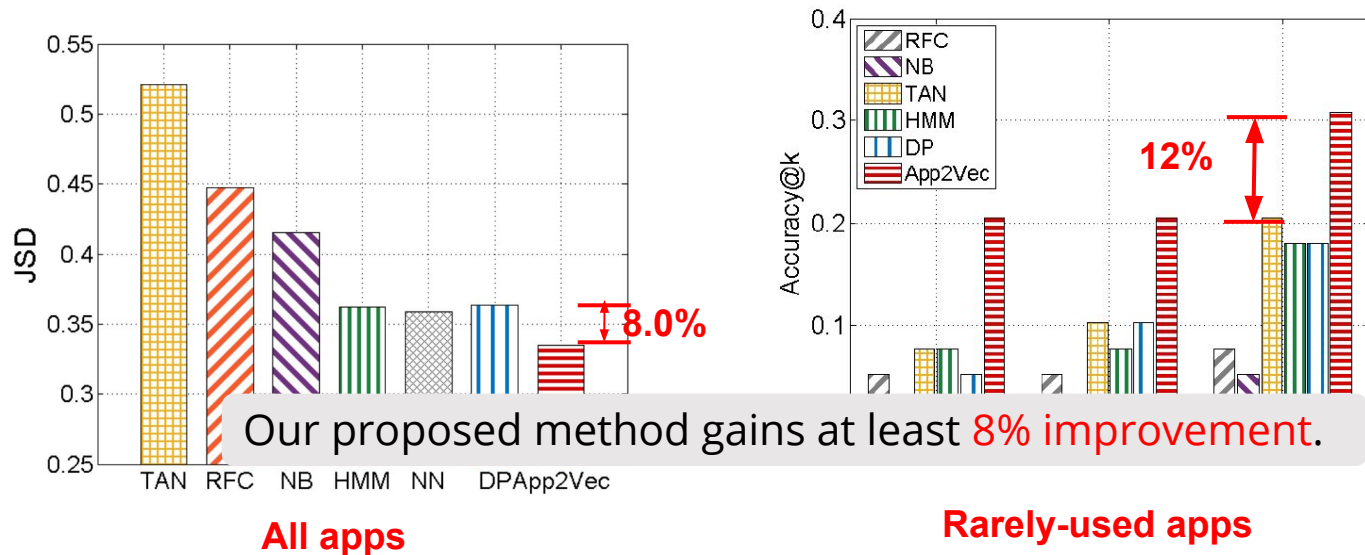 0.55
0.5
0.45
0.4
0.35
0.3
0.25
JSD
TAN RFC NB HMM NN DPApp2Vec
8.0%
All apps
0.4
0.3
0.2
0.1
Accuracy@k
RFC
NB
TAN
HMM
DP
App2Vec
12%
Our proposed method gains at least 8% improvement.
Rarely-used apps